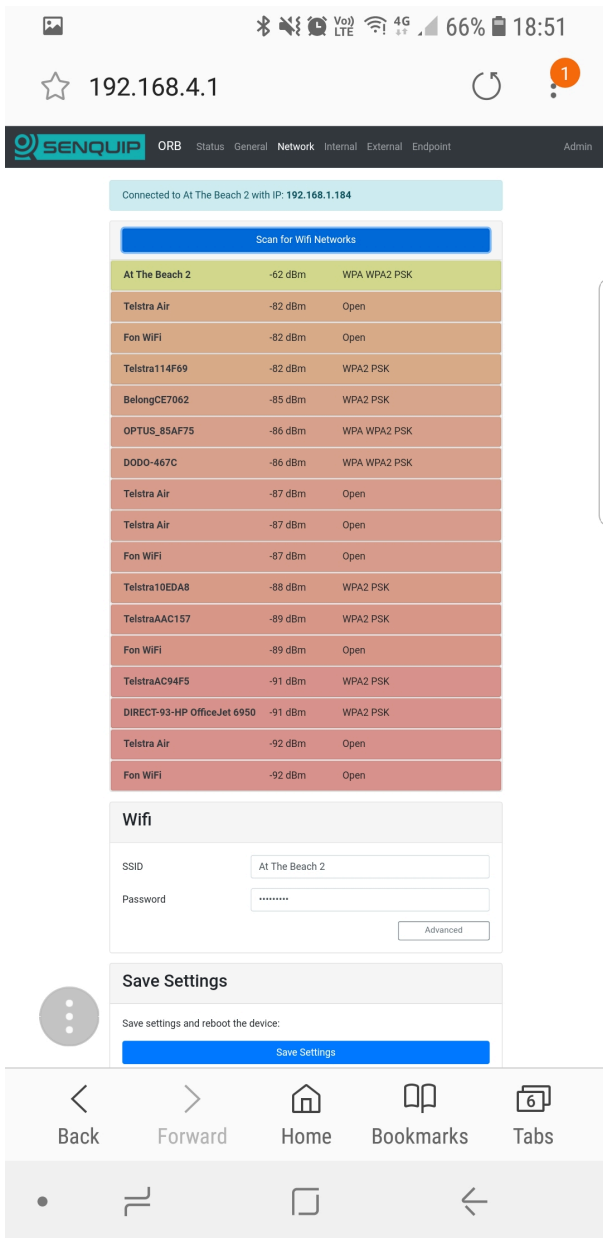 Vo)) LTE 4G 66% 18:51
192.168.4.1
1
SENQUIP ORB Status General Network Internal External Endpoint Admin
Connected to At The Beach 2 with IP: 192.168.1.184
Scan for Wifi Networks
At The Beach 2 -62 dBm WPA WPA2 PSK
Telstra Air -82 dBm Open
Fon WiFi -82 dBm Open
Telstra114F69 -82 dBm WPA2 PSK
BelongCE7062 -85 dBm WPA2 PSK
OPTUS_85AF75 -86 dBm WPA WPA2 PSK
DODO-467C -86 dBm WPA WPA2 PSK
Telstra Air -87 dBm Open
Telstra Air -87 dBm Open
Fon WiFi -87 dBm Open
Telstra10EDA8 -88 dBm WPA2 PSK
TelstraAAC157 -89 dBm WPA2 PSK
Fon WiFi -89 dBm Open
TelstraAC94F5 -91 dBm WPA2 PSK
DIRECT-93-HP OfficeJet 6950 -91 dBm WPA2 PSK
Telstra Air -92 dBm Open
Fon WiFi -92 dBm Open
Wifi
SSID At The Beach 2
Password •••••••••
Advanced
Save Settings
Save settings and reboot the device:
Save Settings
6
Back Forward Home Bookmarks Tabs